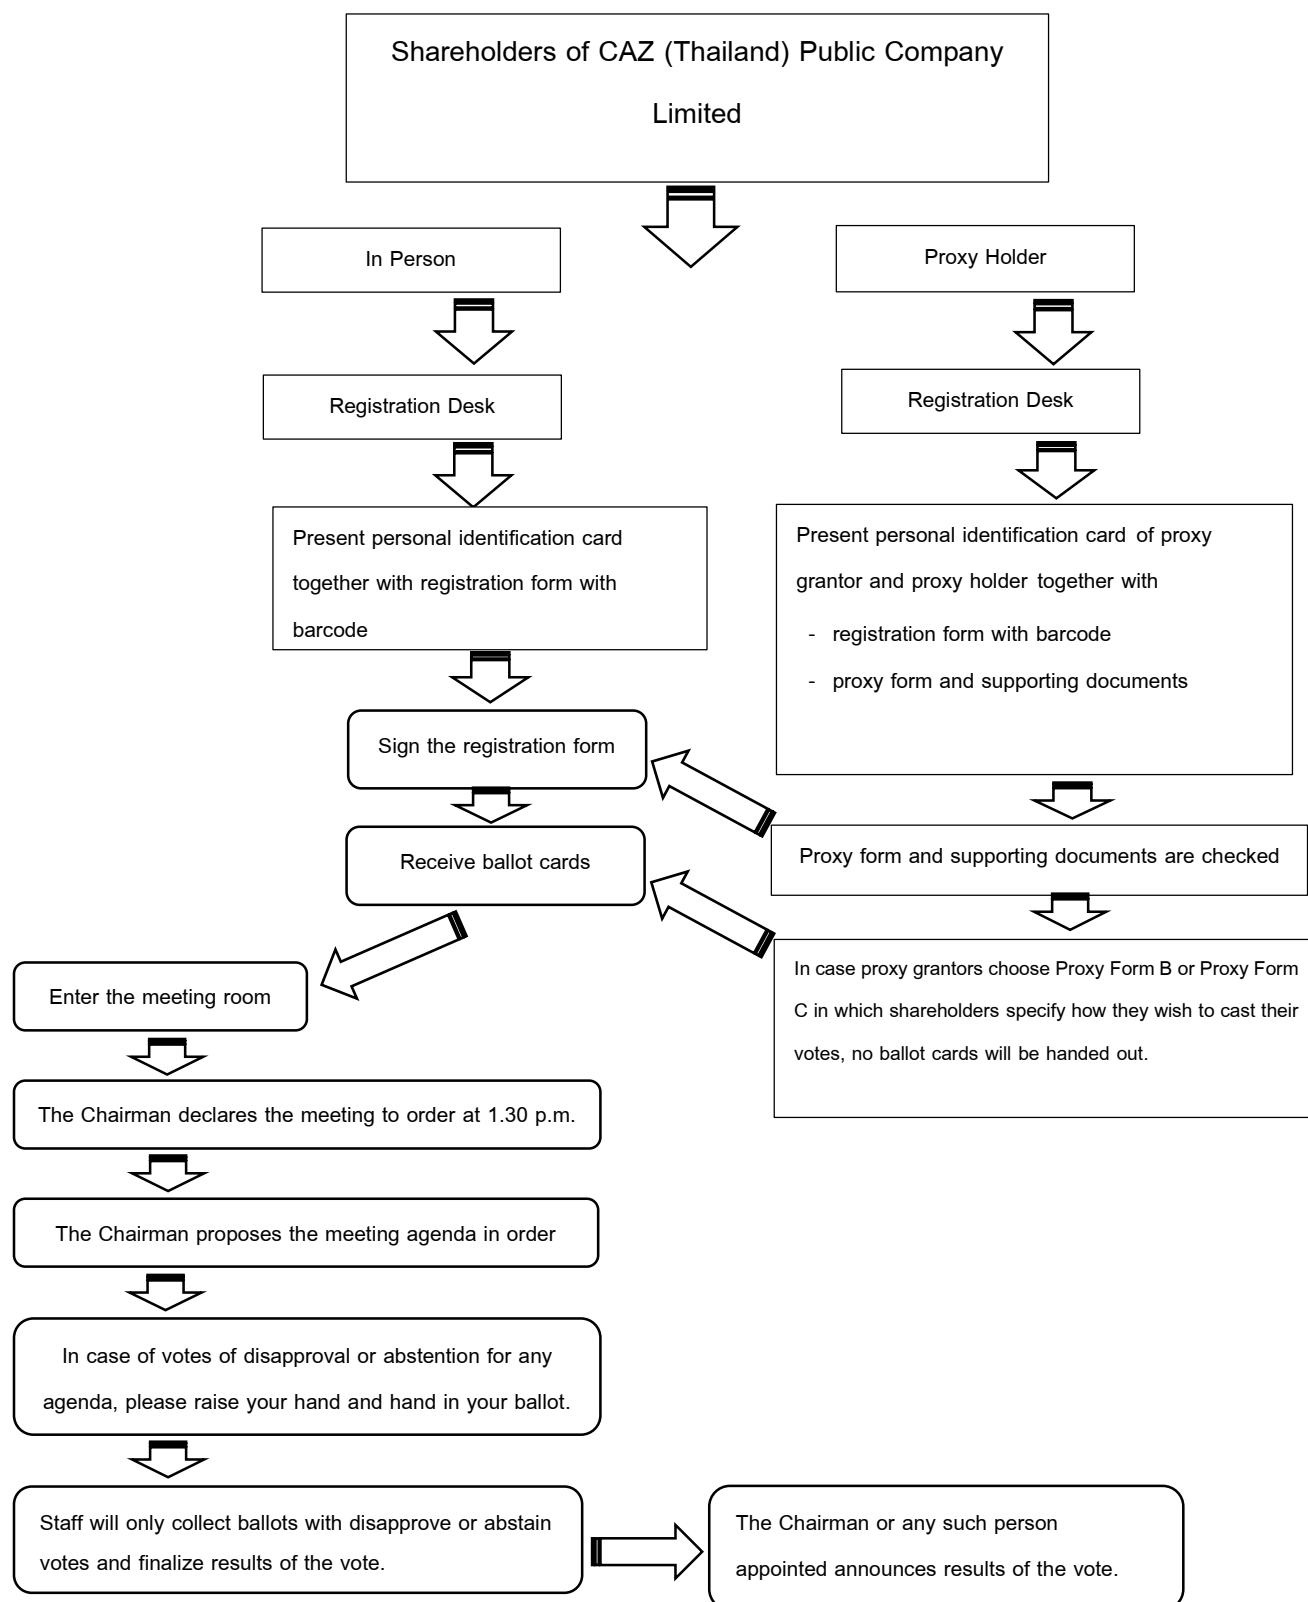 Shareholders of CAZ (Thailand) Public Company
Limited
In Person
Proxy Holder
Registration Desk
Registration Desk
Present personal identification card
together with registration form with
barcode
Present personal identification card of proxy
grantor and proxy holder together with
- registration form with barcode
- proxy form and supporting documents
Sign the registration form
Proxy form and supporting documents are checked
Receive ballot cards
In case proxy grantors choose Proxy Form B or Proxy Form
C in which shareholders specify how they wish to cast their
votes, no ballot cards will be handed out.
Enter the meeting room
The Chairman declares the meeting to order at 1.30 p.m.
The Chairman proposes the meeting agenda in order
In case of votes of disapproval or abstention for any
agenda, please raise your hand and hand in your ballot.
Staff will only collect ballots with disapprove or abstain
votes and finalize results of the vote.
The Chairman or any such person
appointed announces results of the vote.